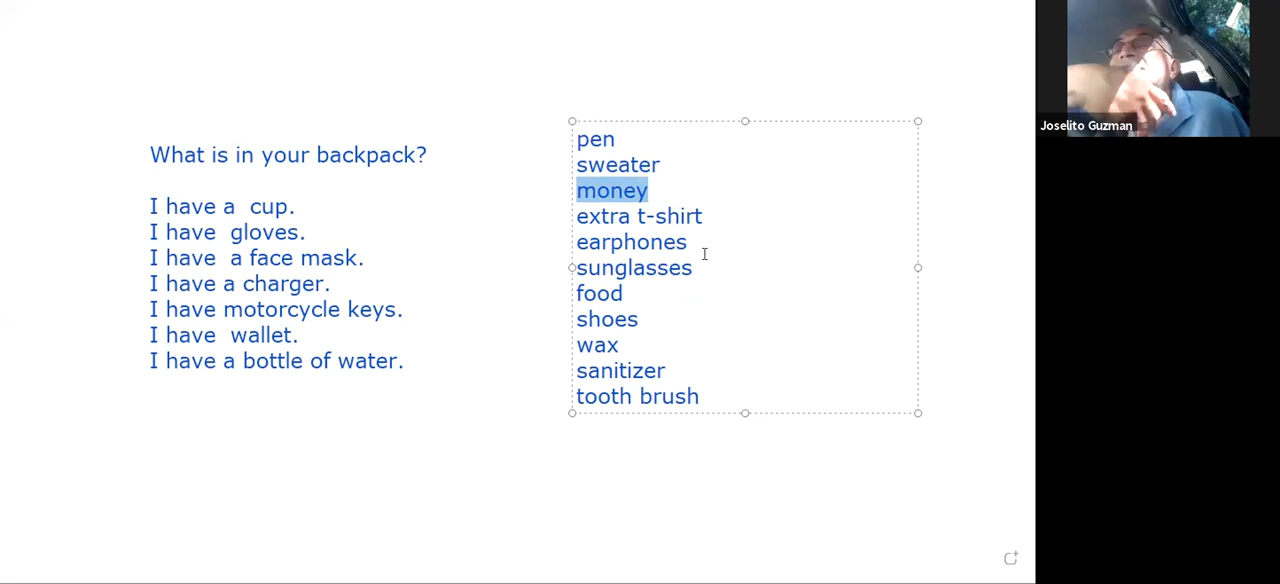 What is in your backpack?
I have a  cup.
I have  gloves.
I have  a face mask.
I have a charger.
I have motorcycle keys.
I have  wallet.
I have a bottle of water.
pen
sweater
money
extra t-shirt
earphones
sunglasses
food
shoes
wax
sanitizer
tooth brush
Joselito Guzman